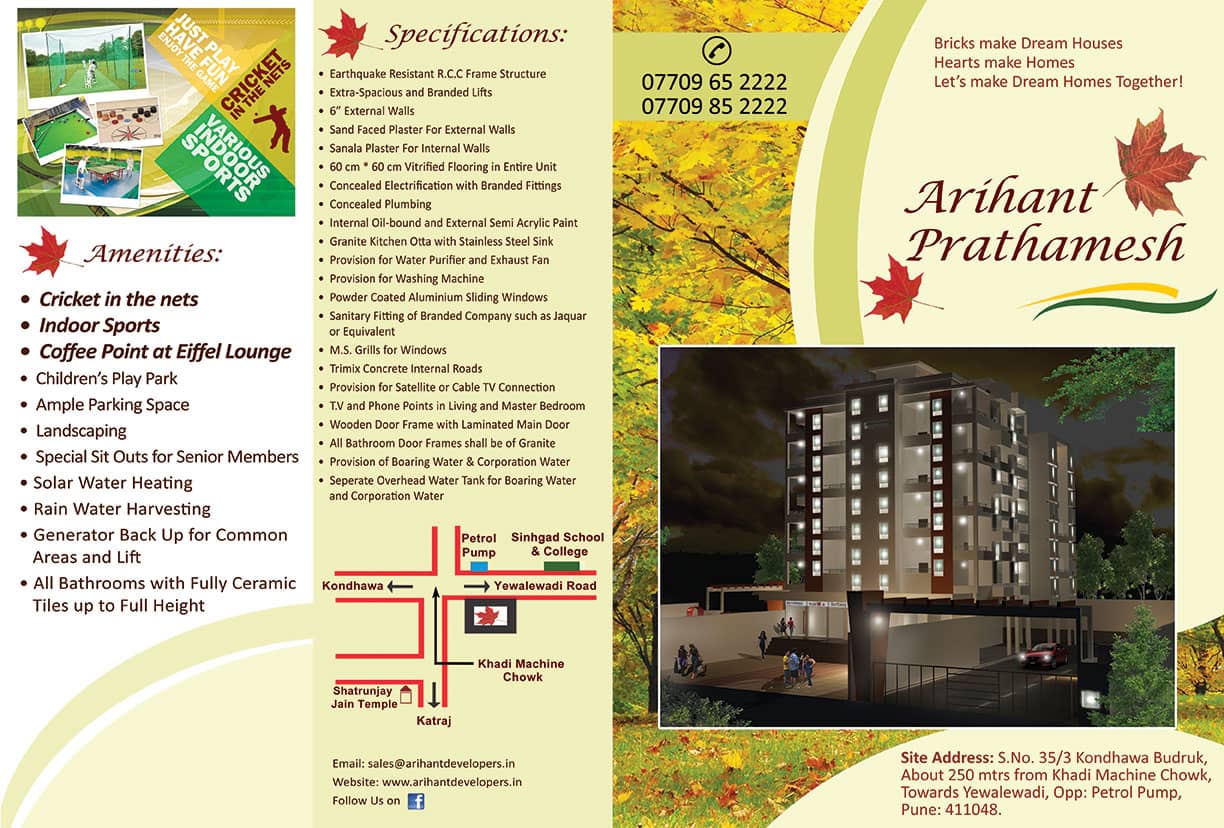 JUST PLAY
HAVE FUN
ENJOY THE GAME
CRICKET
IN THE NETS
VARIOUS
INDOOR
SPORTS
Amenities:
• Cricket in the nets
• Indoor Sports
• Coffee Point at Eiffel Lounge
• Children's Play Park
• Ample Parking Space
• Landscaping
• Special Sit Outs for Senior Members
• Solar Water Heating
• Rain Water Harvesting
• Generator Back Up for Common
Areas and Lift
• All Bathrooms with Fully Ceramic
Tiles up to Full Height
Specifications:
• Earthquake Resistant R.C.C Frame Structure
• Extra-Spacious and Branded Lifts
• 6” External Walls
• Sand Faced Plaster For External Walls
• Sanala Plaster For Internal Walls
• 60 cm * 60 cm Vitrified Flooring in Entire Unit
• Concealed Electrification with Branded Fittings
• Concealed Plumbing
• Internal Oil-bound and External Semi Acrylic Paint
• Granite Kitchen Otta with Stainless Steel Sink
• Provision for Water Purifier and Exhaust Fan
• Provision for Washing Machine
• Powder Coated Aluminium Sliding Windows
• Sanitary Fitting of Branded Company such as Jaquar
or Equivalent
• M.S. Grills for Windows
• Trimix Concrete Internal Roads
• Provision for Satellite or Cable TV Connection
• T.V and Phone Points in Living and Master Bedroom
• Wooden Door Frame with Laminated Main Door
• All Bathroom Door Frames shall be of Granite
• Provision of Boaring Water & Corporation Water
• Seperate Overhead Water Tank for Boaring Water
and Corporation Water
Petrol
Pump
Sinhgad School
& College
Kondhawa
Yewalewadi Road
Khadi Machine
Chowk
Shatrunjay
Jain Temple
Katraj
Email: sales@arihantdevelopers.in
Website: www.arihantdevelopers.in
Follow Us on f
07709 65 2222
07709 85 2222
Bricks make Dream Houses
Hearts make Homes
Let's make Dream Homes Together!
Arihant
Prathamesh
Site Address: S.No. 35/3 Kondhawa Budruk,
About 250 mtrs from Khadi Machine Chowk,
Towards Yewalewadi, Opp: Petrol Pump,
Pune: 411048.